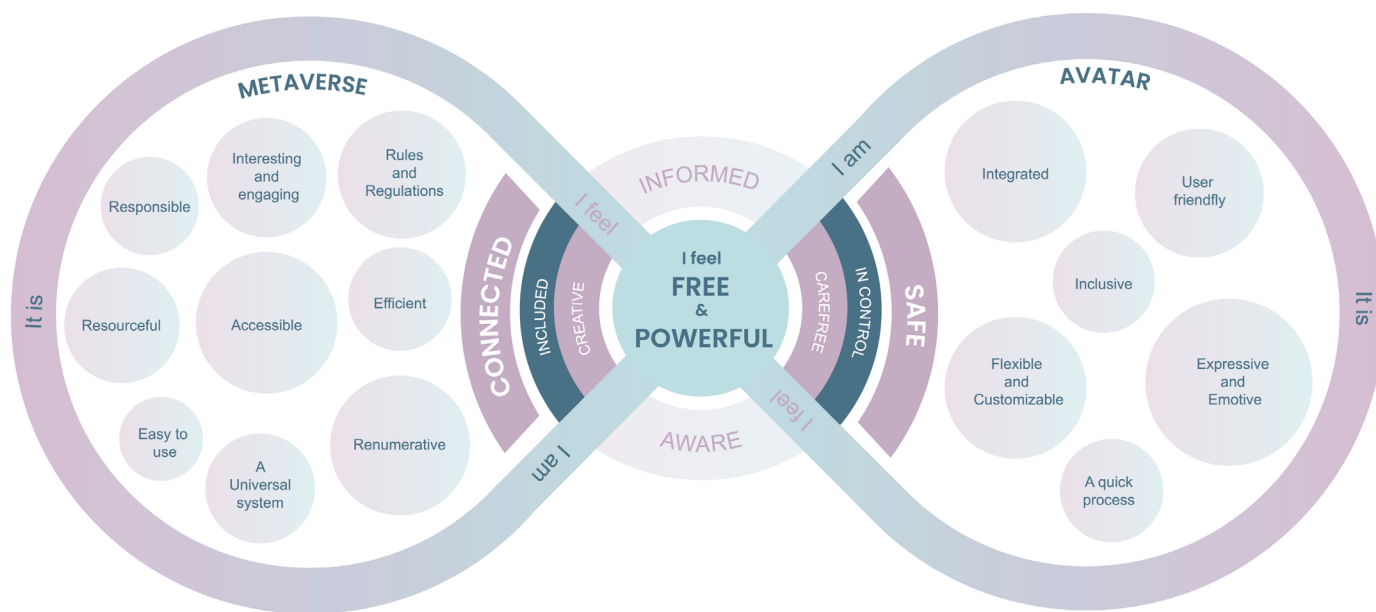 METAVERSE
It is
Responsible
Interesting
and
engaging
Rules
and
Regulations
Resourceful
Accessible
Efficient
Easy to
use
A
Universal
system
Renumerative
CONNECTED
INCLUDED
CREATIVE
I feel
I am
INFORMED
I feel
FREE
&
POWERFUL
AWARE
I am
I feel
CAREFREE
IN CONTROL
SAFE
AVATAR
Integrated
User
friendly
Inclusive
Flexible
and
Customizable
Expressive
and
Emotive
A quick
process
It is